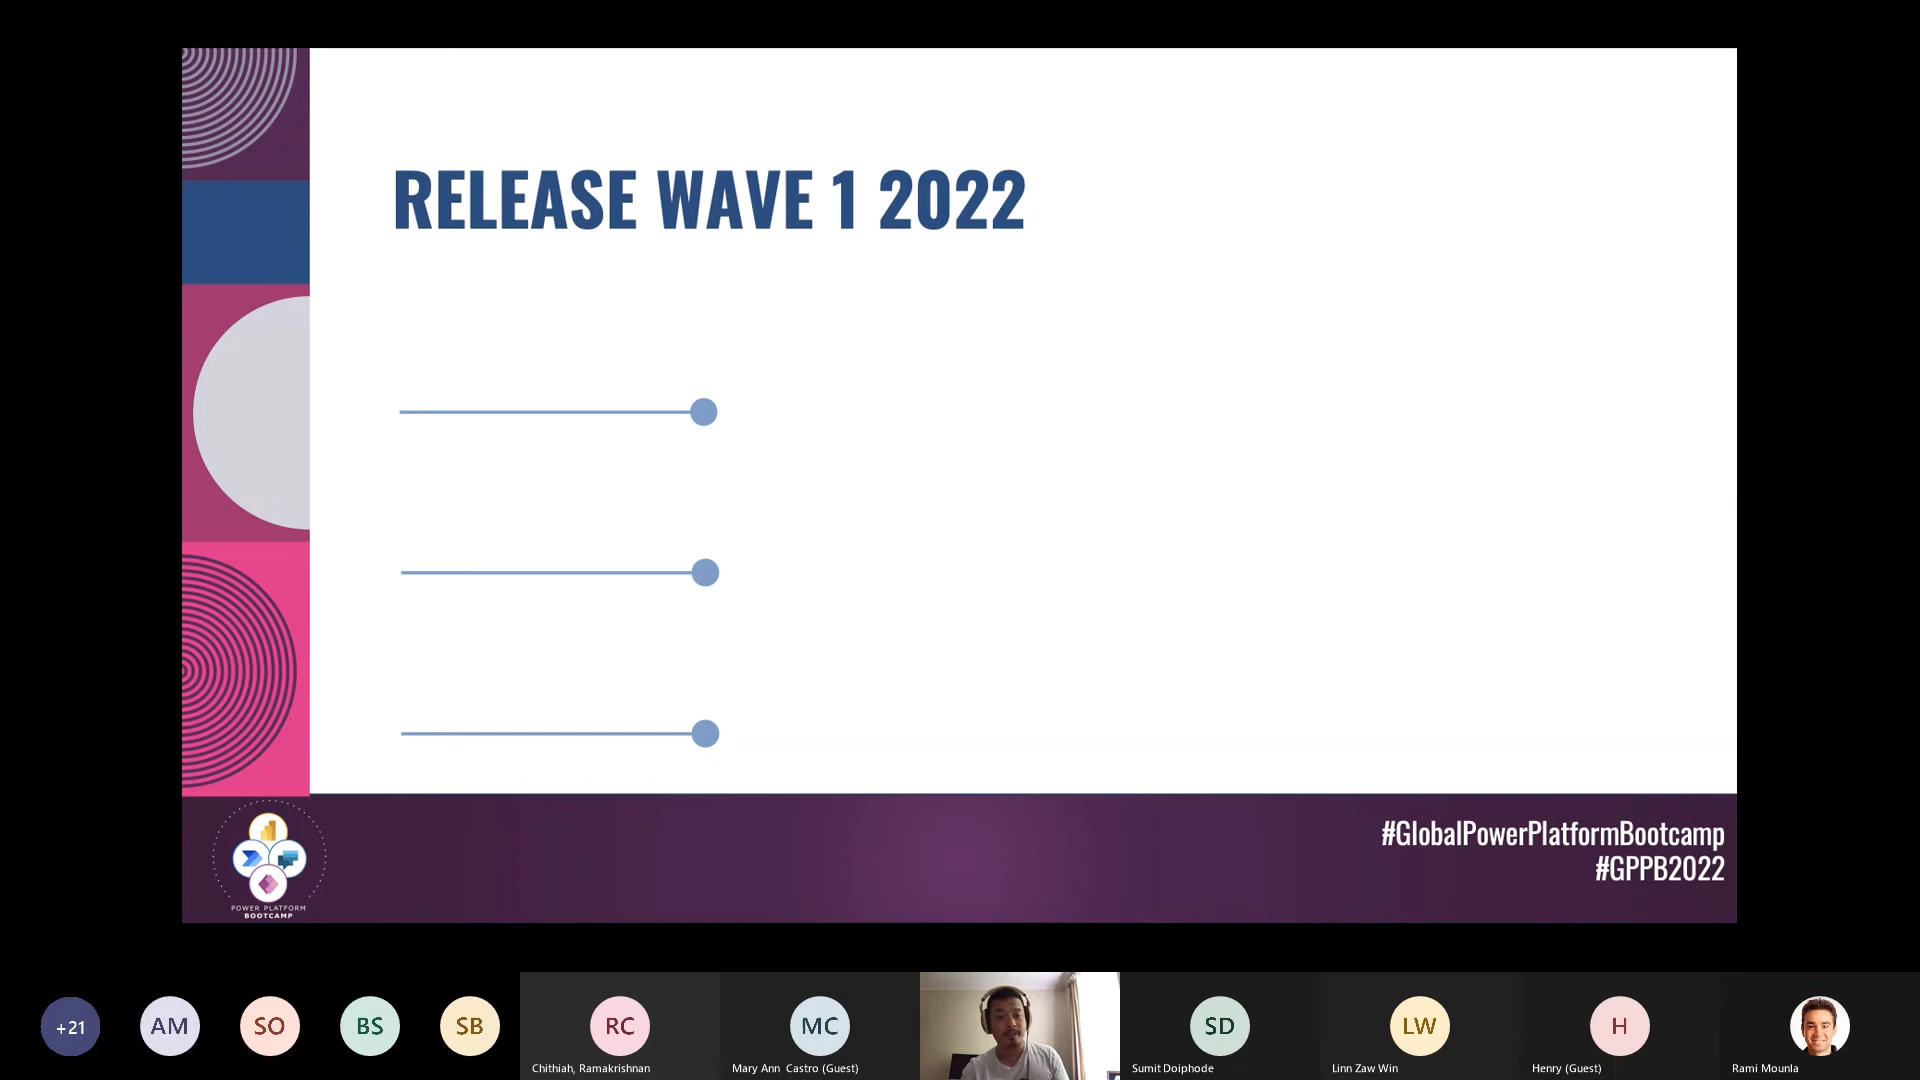 RELEASE WAVE 1 2022
#GlobalPowerPlatformBootcamp
#GPPB2022
POWER PLATFORM
BOOTCAMP
+21
AM
SO
BS
SB
RC
MC
SD
LW
H
Chithiah, Ramakrishnan
Mary Ann Castro (Guest)
Sumit Doiphode
Linn Zaw Win
Henry (Guest)
Rami Mounla